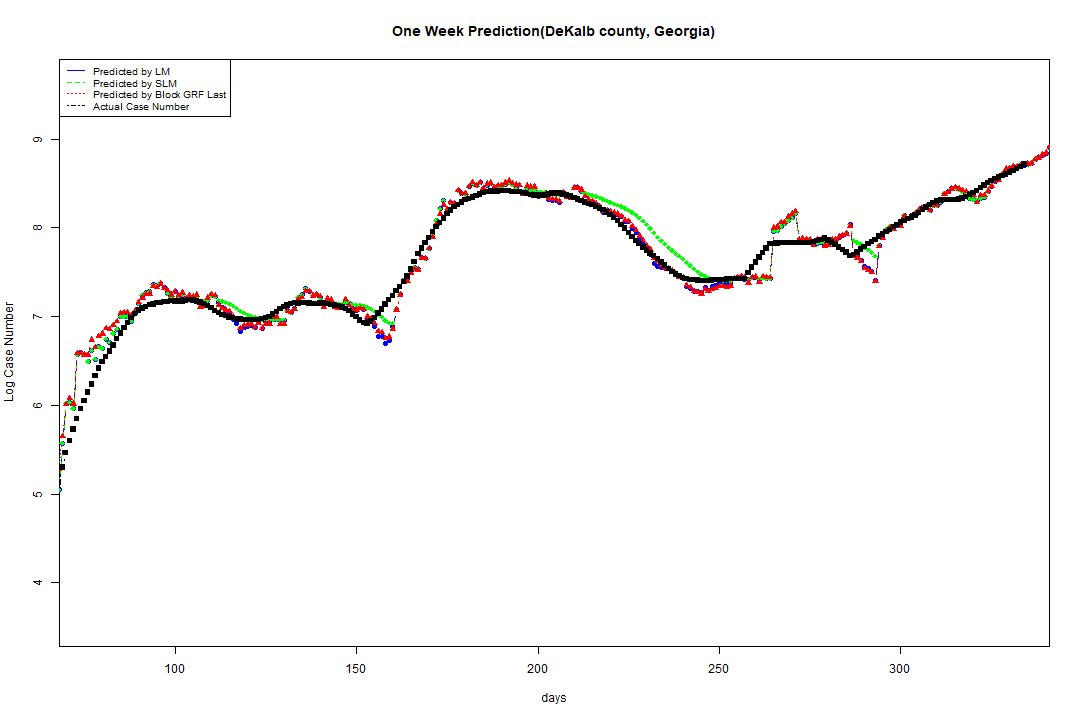 One Week Prediction(DeKalb county, Georgia)
Predicted by LM
Predicted by SLM
Predicted by Block GRF Last
Actual Case Number
Log Case Number
9
8
7
6
5
4
100 150 200 250 300
days